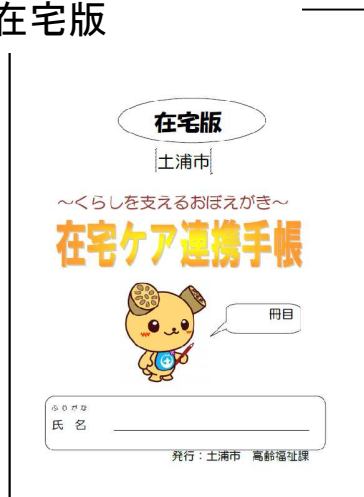 在宅版
在宅版
土浦市
～くらしを支えるおぼえがき～
在宅ケア連携手帳
冊目
ふりがな
氏 名
発行：土浦市 高齢福祉課